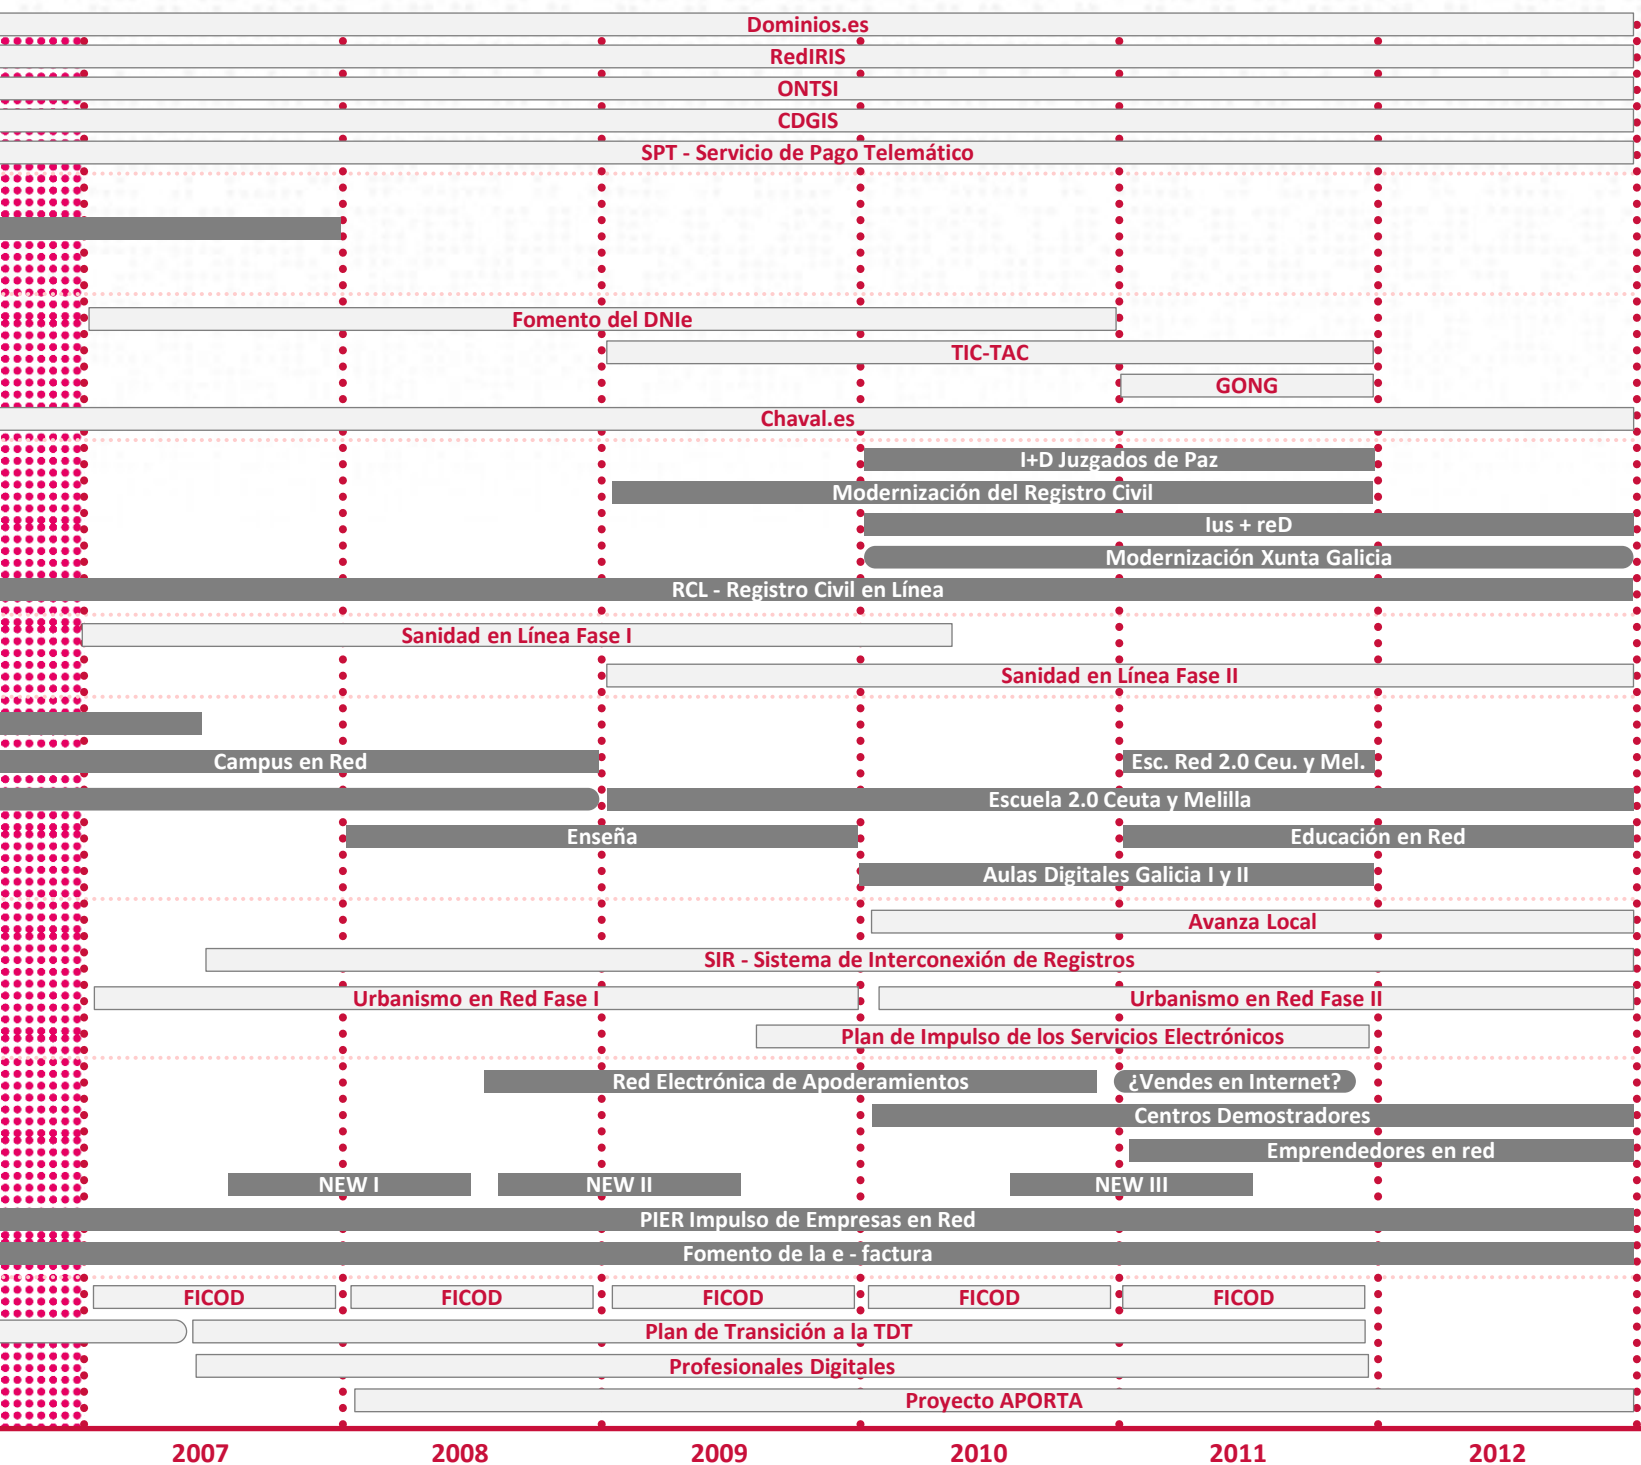 Dominios.es
RedIRIS
ONTSI
CDGIS
SPT - Servicio de Pago Telemático
Fomento del DNIe
TIC-TAC
GONG
Chaval.es
I+D Juzgados de Paz
Modernización del Registro Civil
Ius + reD
Modernización Xunta Galicia
RCL - Registro Civil en Línea
Sanidad en Línea Fase I
Sanidad en Línea Fase II
Campus en Red
Esc. Red 2.0 Ceu. y Mel.
Escuela 2.0 Ceuta y Melilla
Enseña
Educación en Red
Aulas Digitales Galicia I y II
Avanza Local
SIR - Sistema de Interconexión de Registros
Urbanismo en Red Fase I
Urbanismo en Red Fase II
Plan de Impulso de los Servicios Electrónicos
Red Electrónica de Apoderamientos
¿Vendes en Internet?
Centros Demostradores
Emprendedores en red
NEW I
NEW II
NEW III
PIER Impulso de Empresas en Red
Fomento de la e - factura
FICOD
FICOD
FICOD
FICOD
FICOD
Plan de Transición a la TDT
Profesionales Digitales
Proyecto APORTA
2007
2008
2009
2010
2011
2012